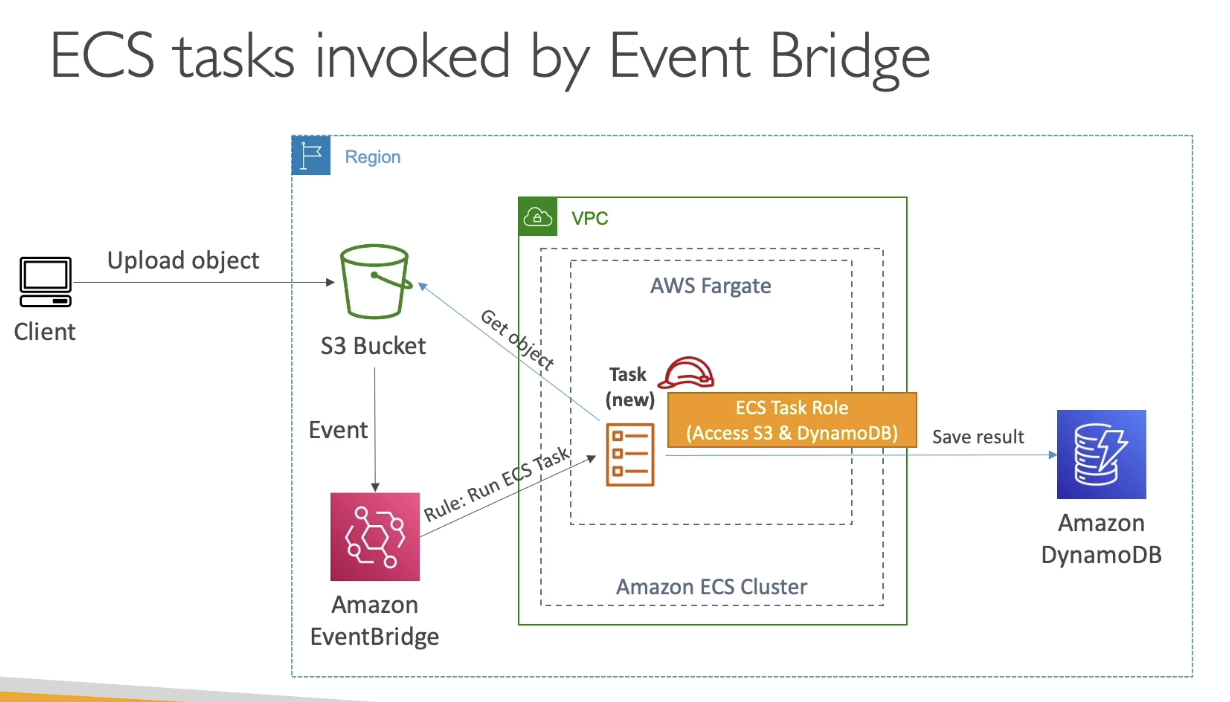 ECS tasks invoked by Event Bridge
Region
VPC
Upload object
AWS Fargate
Client
S3 Bucket
Get object
Task
(new)
ECS Task Role
(Access S3 & DynamoDB)
Save result
Event
Rule: Run ECS Task
Amazon
DynamoDB
Amazon ECS Cluster
Amazon
EventBridge